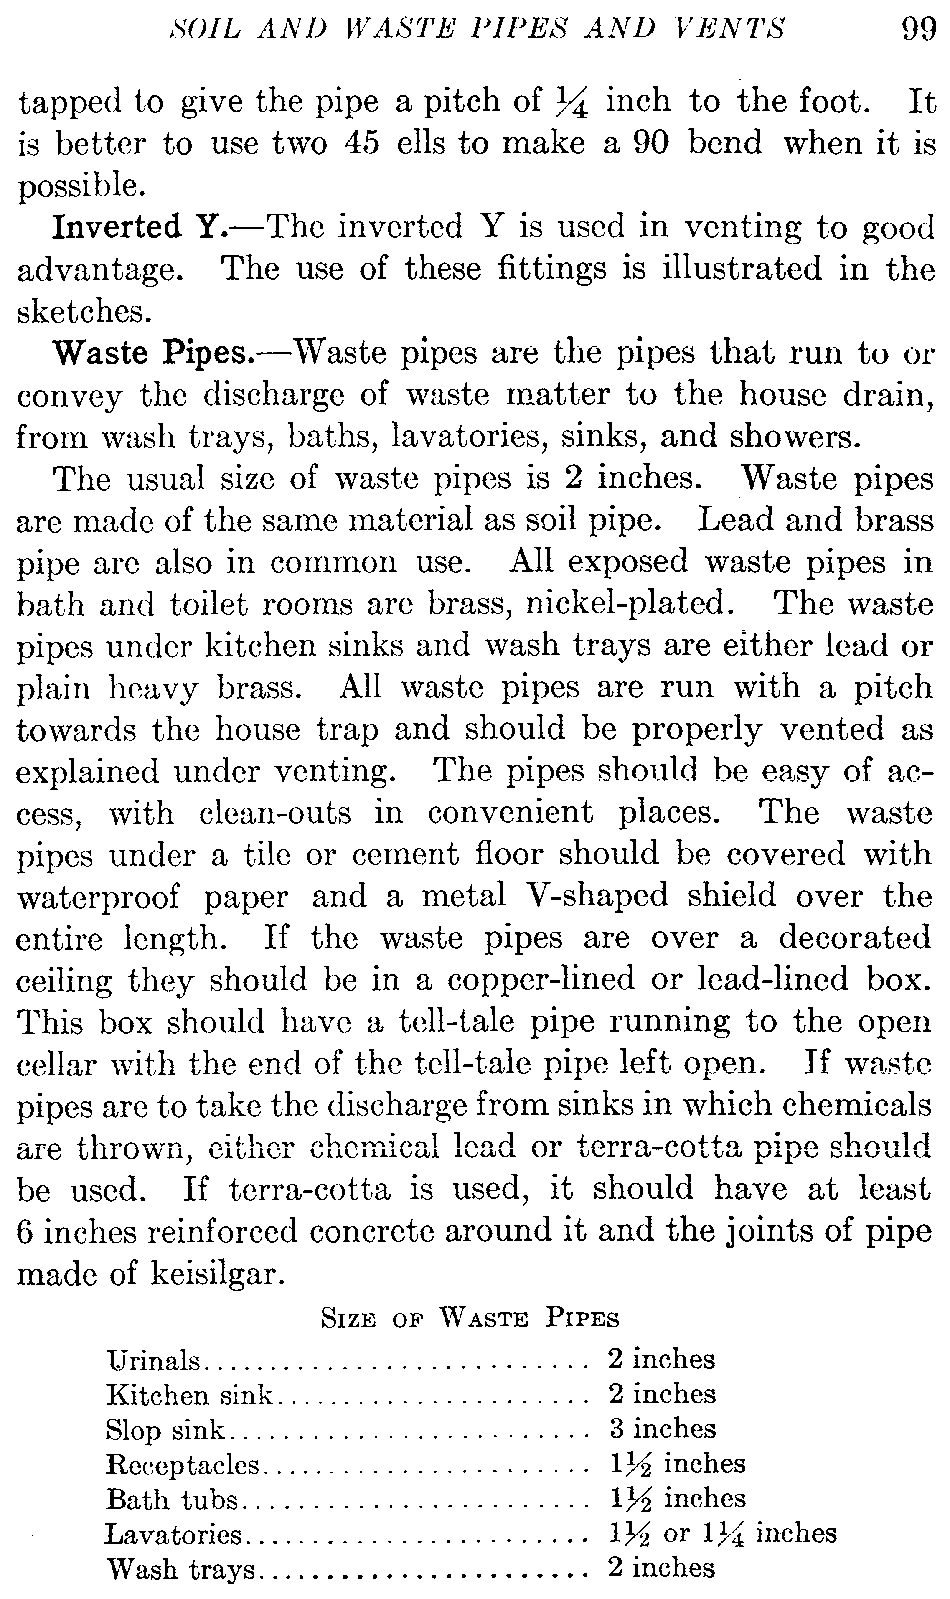 SOIL AND WASTE PIPES AND VENTS 99
tapped to give the pipe a pitch of ¼ inch to the foot. It
is better to use two 45 ells to make a 90 bend when it is
possible.
Inverted Y.—The inverted Y is used in venting to good
advantage. The use of these fittings is illustrated in the
sketches.
Waste Pipes.—Waste pipes are the pipes that run to or
convey the discharge of waste matter to the house drain,
from wash trays, baths, lavatories, sinks, and showers.
The usual size of waste pipes is 2 inches. Waste pipes
are made of the same material as soil pipe. Lead and brass
pipe are also in common use. All exposed waste pipes in
bath and toilet rooms are brass, nickel-plated. The waste
pipes under kitchen sinks and wash trays are either lead or
plain heavy brass. All waste pipes are run with a pitch
towards the house trap and should be properly vented as
explained under venting. The pipes should be easy of ac-
cess, with clean-outs in convenient places. The waste
pipes under a tile or cement floor should be covered with
waterproof paper and a metal V-shaped shield over the
entire length. If the waste pipes are over a decorated
ceiling they should be in a copper-lined or lead-lined box.
This box should have a tell-tale pipe running to the open
cellar with the end of the tell-tale pipe left open. If waste
pipes are to take the discharge from sinks in which chemicals
are thrown, either chemical lead or terra-cotta pipe should
be used. If terra-cotta is used, it should have at least
6 inches reinforced concrete around it and the joints of pipe
made of keisilgar.
SIZE OF WASTE PIPES
Urinals............................ 2 inches
Kitchen sink....................... 2 inches
Slop sink.......................... 3 inches
Receptacles........................ 1½ inches
Bath tubs.......................... 1½ inches
Lavatories......................... 1½ or 1¼ inches
Wash trays......................... 2 inches